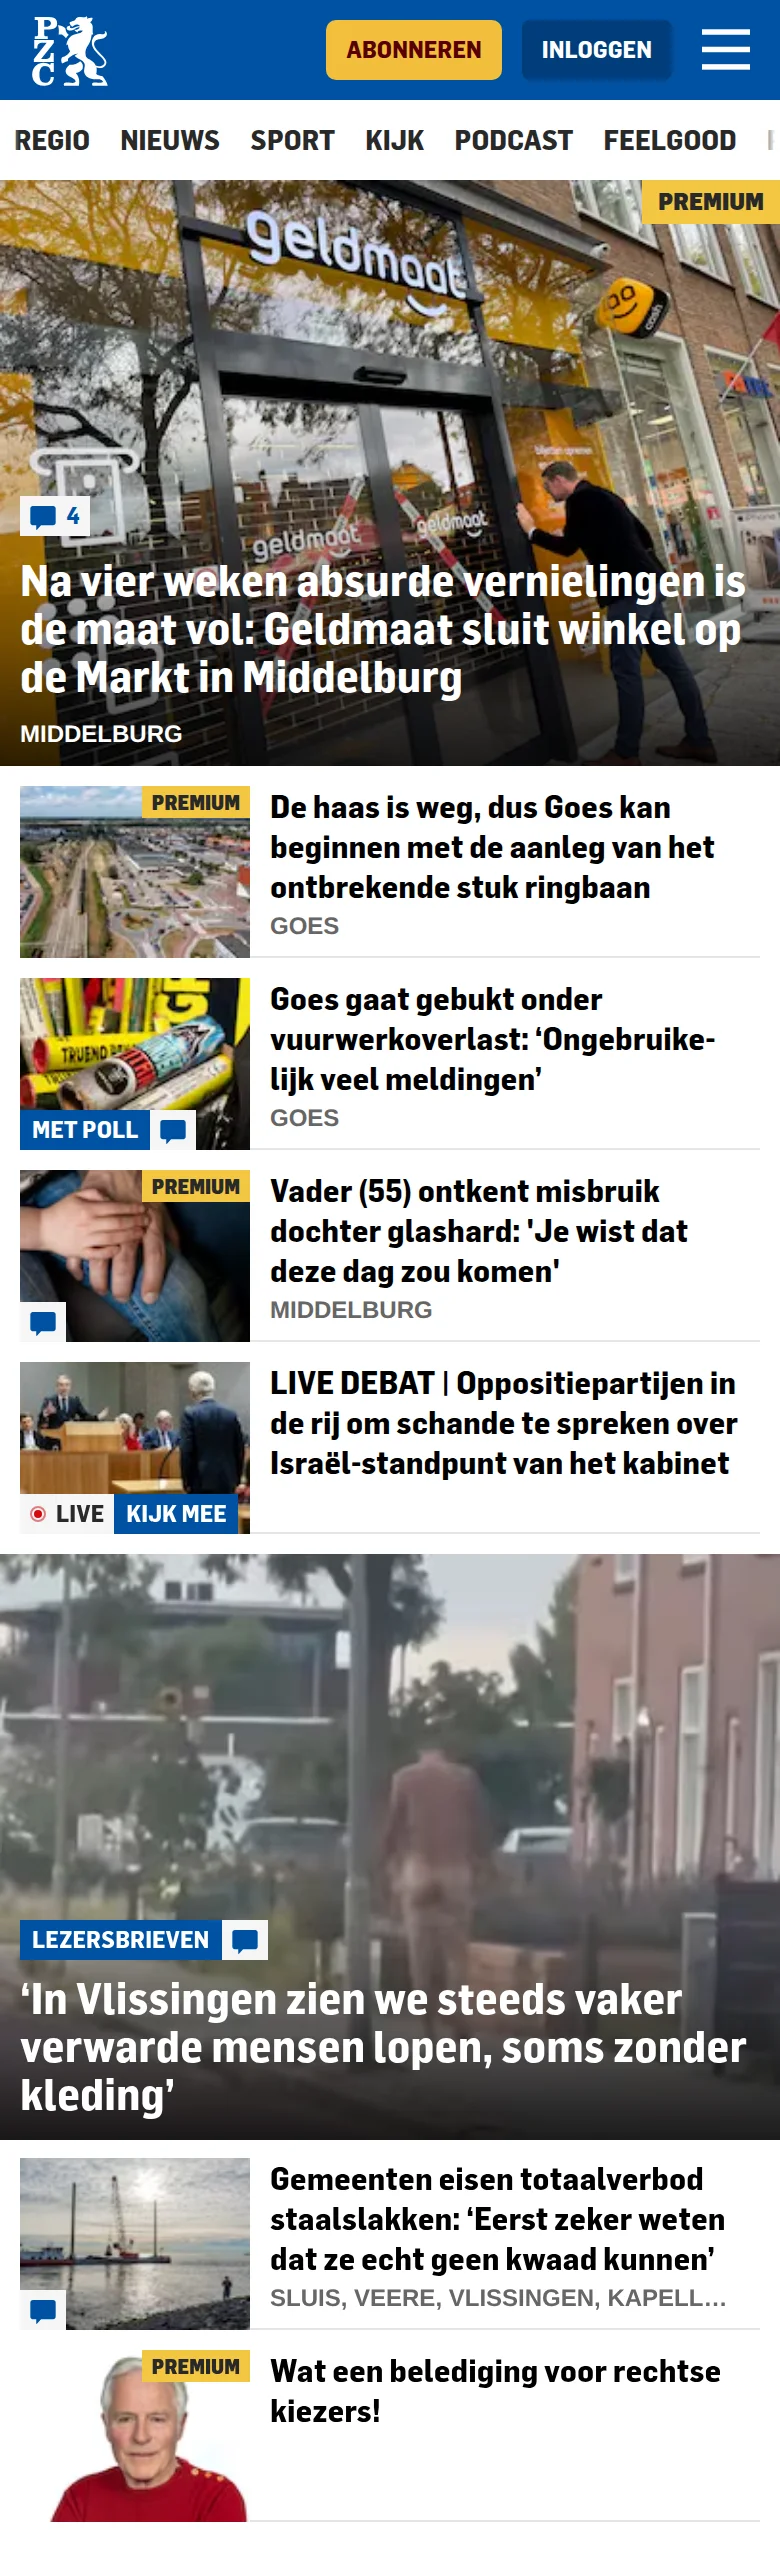 PZC
ABONNEREN
INLOGGEN
REGIO NIEUWS SPORT KIJK PODCAST FEELGOOD
PREMIUM
geldmaat
cash
geldmaat
geldmaat
4
Na vier weken absurde vernielingen is
de maat vol: Geldmaat sluit winkel op
de Markt in Middelburg
MIDDELBURG
PREMIUM
De haas is weg, dus Goes kan
beginnen met de aanleg van het
ontbrekende stuk ringbaan
GOES
MET POLL
Goes gaat gebukt onder
vuurwerkoverlast: ‘Ongebruike-
lijk veel meldingen’
GOES
PREMIUM
Vader (55) ontkent misbruik
dochter glashard: 'Je wist dat
deze dag zou komen'
MIDDELBURG
LIVE KIJK MEE
LIVE DEBAT | Oppositiepartijen in
de rij om schande te spreken over
Israël-standpunt van het kabinet
LEZERSBRIEVEN
‘In Vlissingen zien we steeds vaker
verwarde mensen lopen, soms zonder
kleding’
Gemeenten eisen totaalverbod
staalslakken: ‘Eerst zeker weten
dat ze echt geen kwaad kunnen’
SLUIS, VEERE, VLISSINGEN, KAPELL...
PREMIUM
Wat een belediging voor rechtse
kiezers!